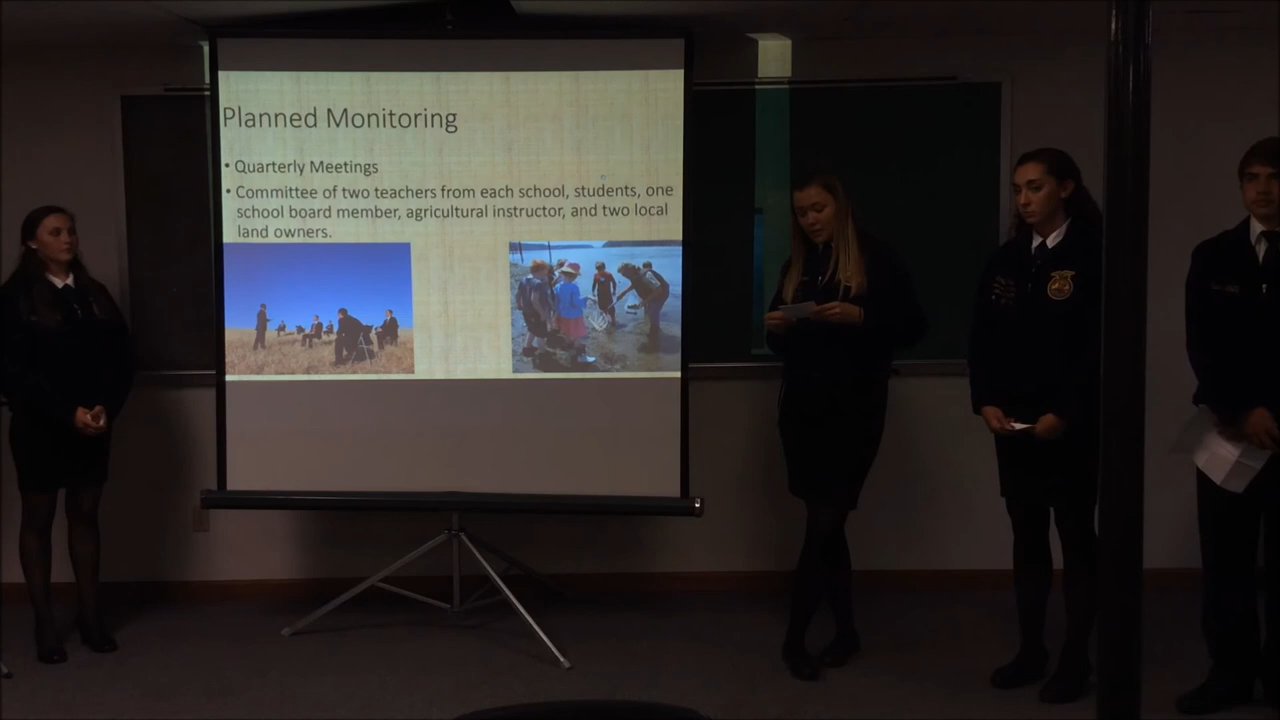 Planned Monitoring
• Quarterly Meetings
• Committee of two teachers from each school, students, one
school board member, agricultural instructor, and two local
land owners.